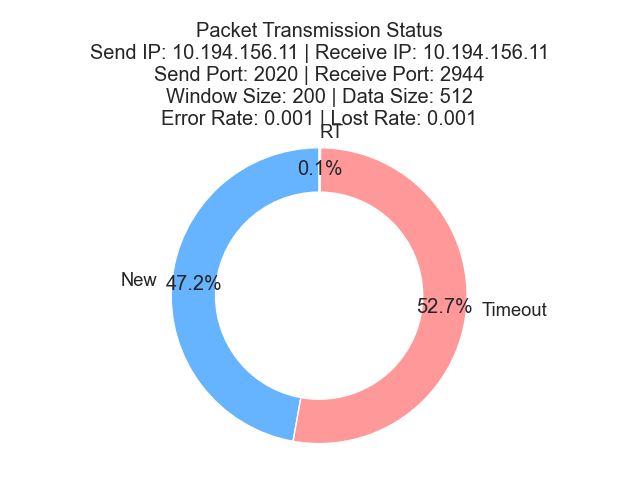 Packet Transmission Status
Send IP: 10.194.156.11 | Receive IP: 10.194.156.11
Send Port: 2020 | Receive Port: 2944
Window Size: 200 | Data Size: 512
Error Rate: 0.001 | Lost Rate: 0.001
RT
0.1%
New
47.2%
52.7%
Timeout